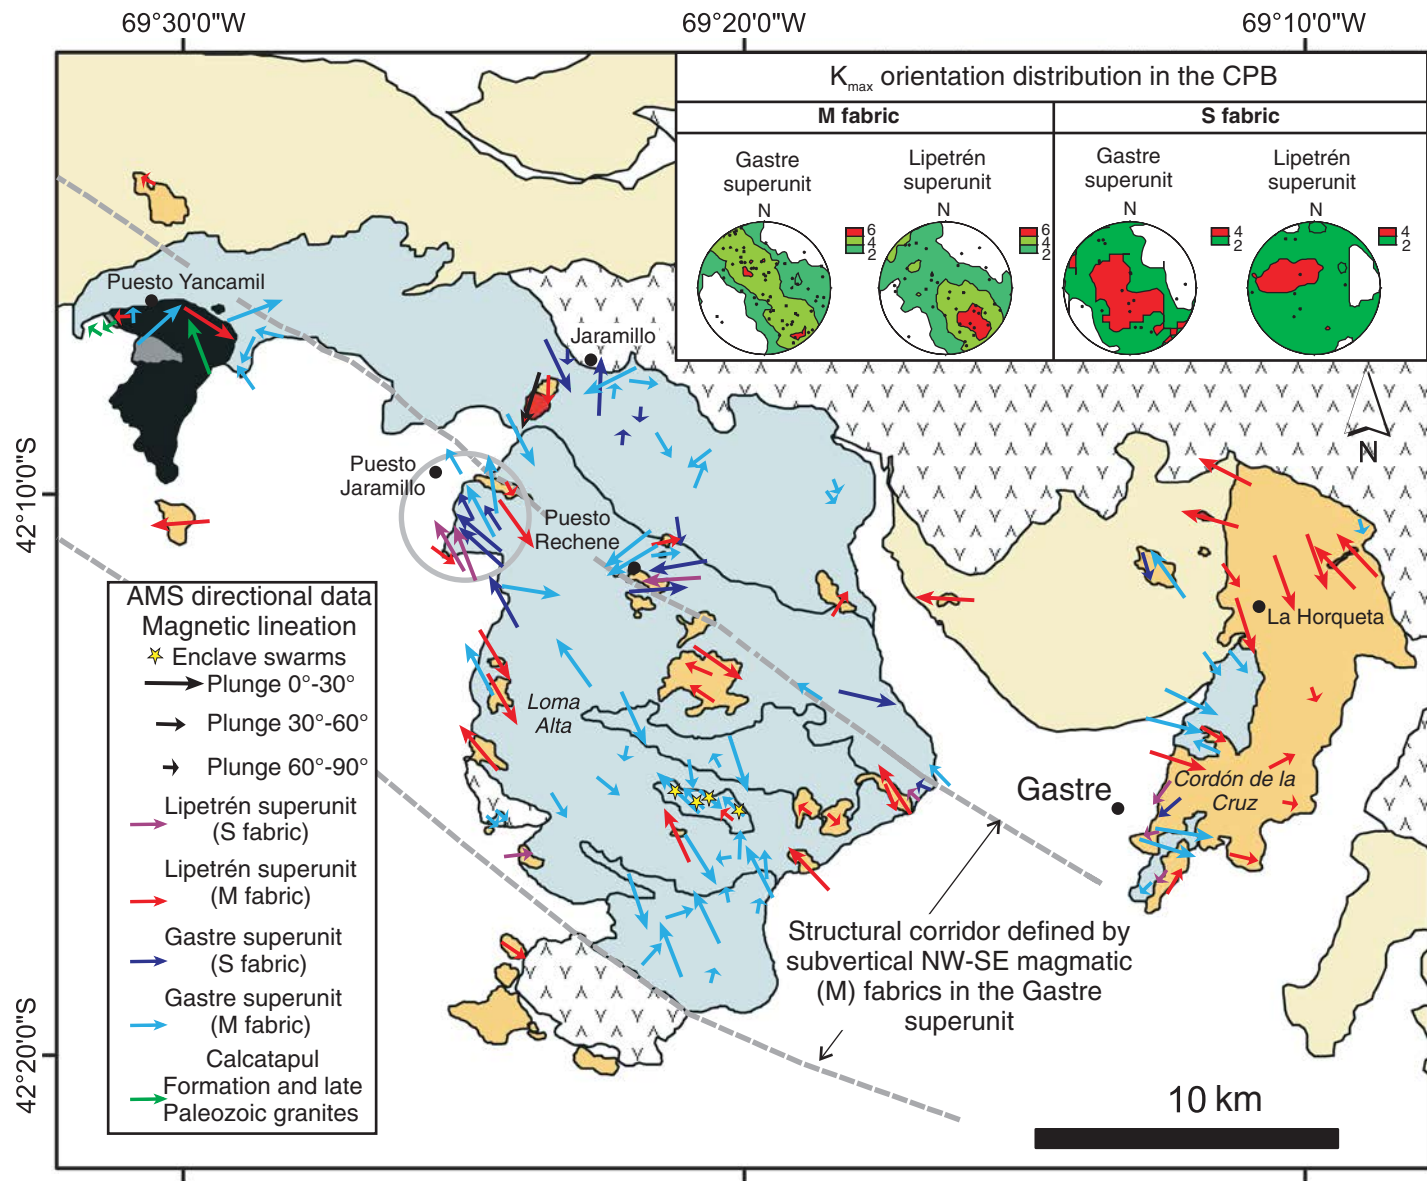 69°30'0"W
69°20'0"W
69°10'0"W
Kmax orientation distribution in the CPB
M fabric
S fabric
Gastre
superunit
Lipetrén
superunit
Gastre
superunit
Lipetrén
superunit
N
N
N
N
6
4
2
6
4
2
4
2
4
2
Puesto Yancamil
Jaramillo
N
Puesto
Jaramillo
42°10'0"S
Puesto
Rechene
La Horqueta
AMS directional data
Magnetic lineation
Enclave swarms
Plunge 0°-30°
Plunge 30°-60°
Plunge 60°-90°
Lipetrén superunit
(S fabric)
Lipetrén superunit
(M fabric)
Gastre superunit
(S fabric)
Gastre superunit
(M fabric)
Calcatapul
Formation and late
Paleozoic granites
Loma
Alta
Gastre
Cordón de la
Cruz
Structural corridor defined by
subvertical NW-SE magmatic
(M) fabrics in the Gastre
superunit
42°20'0"S
10 km